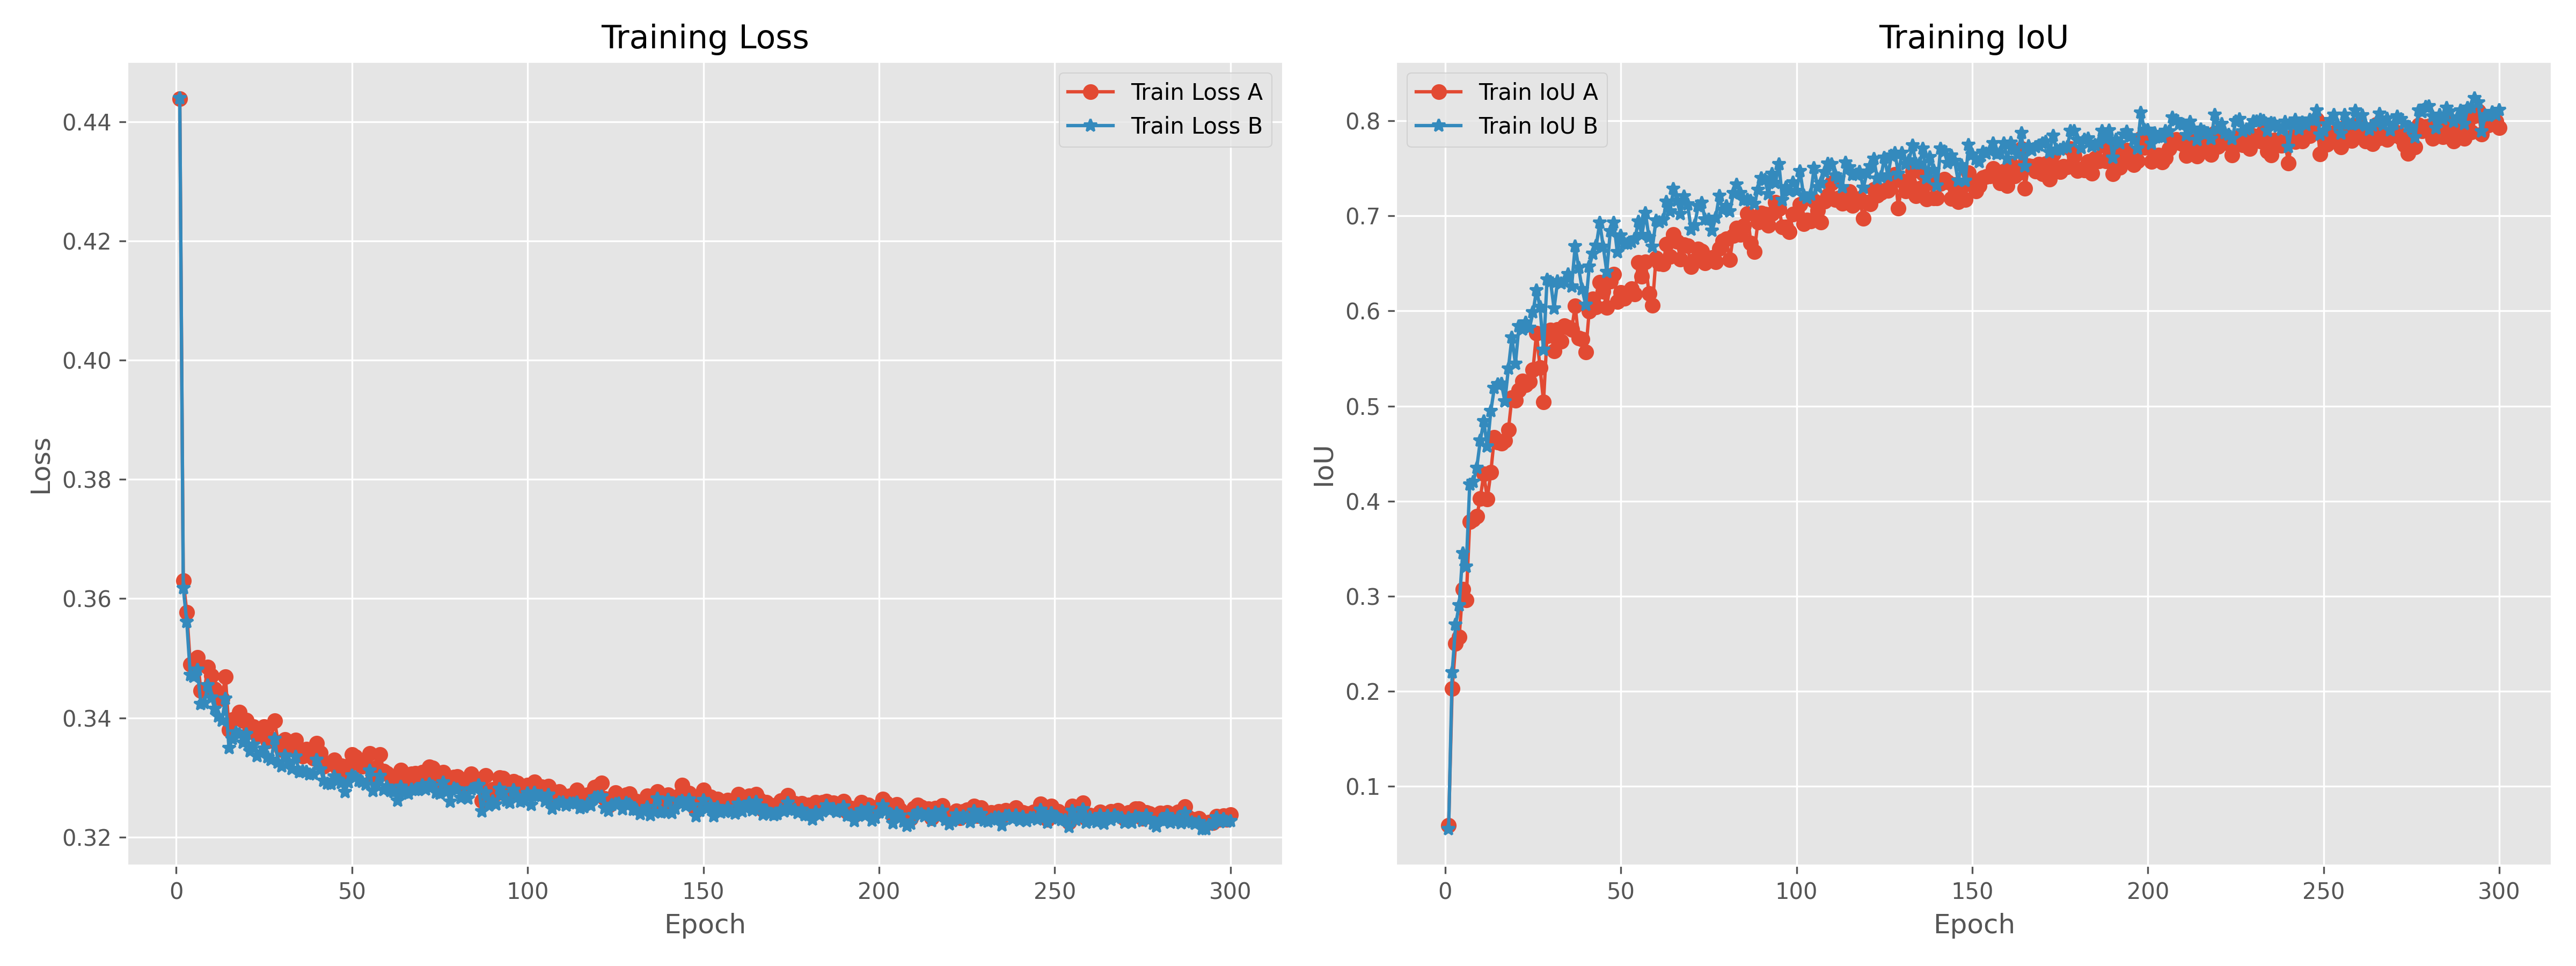 Training Loss
Train Loss A
Train Loss B
0.44
0.42
0.40
0.38
0.36
0.34
0.32
Loss
0 50 100 150 200 250 300
Epoch
Training IoU
Train IoU A
Train IoU B
0.8
0.7
0.6
0.5
0.4
0.3
0.2
0.1
IoU
0 50 100 150 200 250 300
Epoch